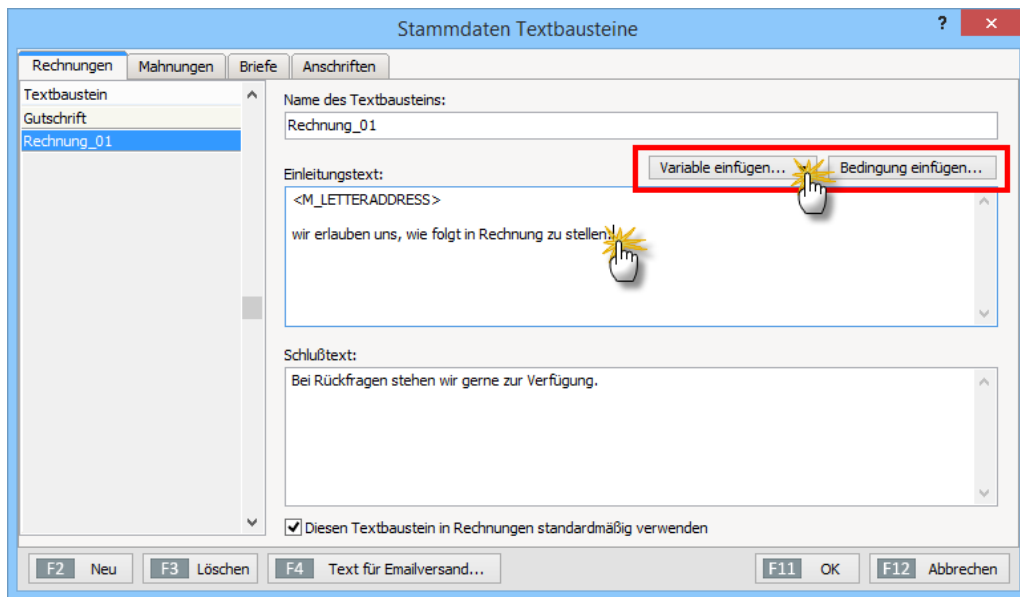 Stammdaten Textbausteine
?
Rechnungen Mahnungen Briefe Anschriften
Textbaustein
Gutschrift
Rechnung_01
Name des Textbausteins:
Rechnung_01
Variable einfügen... Bedingung einfügen...
Einleitungstext:
<M_LETTERADDRESS>
wir erlauben uns, wie folgt in Rechnung zu stellen:
Schlußtext:
Bei Rückfragen stehen wir gerne zur Verfügung.
Diesen Textbaustein in Rechnungen standardmäßig verwenden
F2 Neu F3 Löschen F4 Text für Emailversand... F11 OK F12 Abbrechen